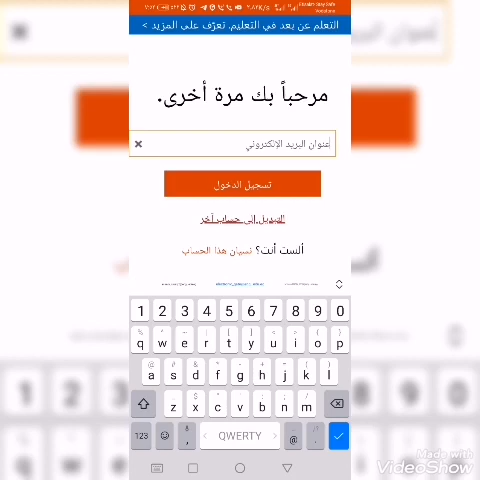 التعلم عن بعد في التعليم. تعرّف على المزيد >
مرحباً بك مرة أخرى.
عنوان البريد الإلكتروني
تسجيل الدخول
التبديل إلى حساب آخر
ألست أنت؟ نسيان هذا الحساب
1 2 3 4 5 6 7 8 9 0
q w e r t y u i o p
a s d f g h j k l
z x c v b n m
123 , QWERTY @ .
Made with
VideoShow